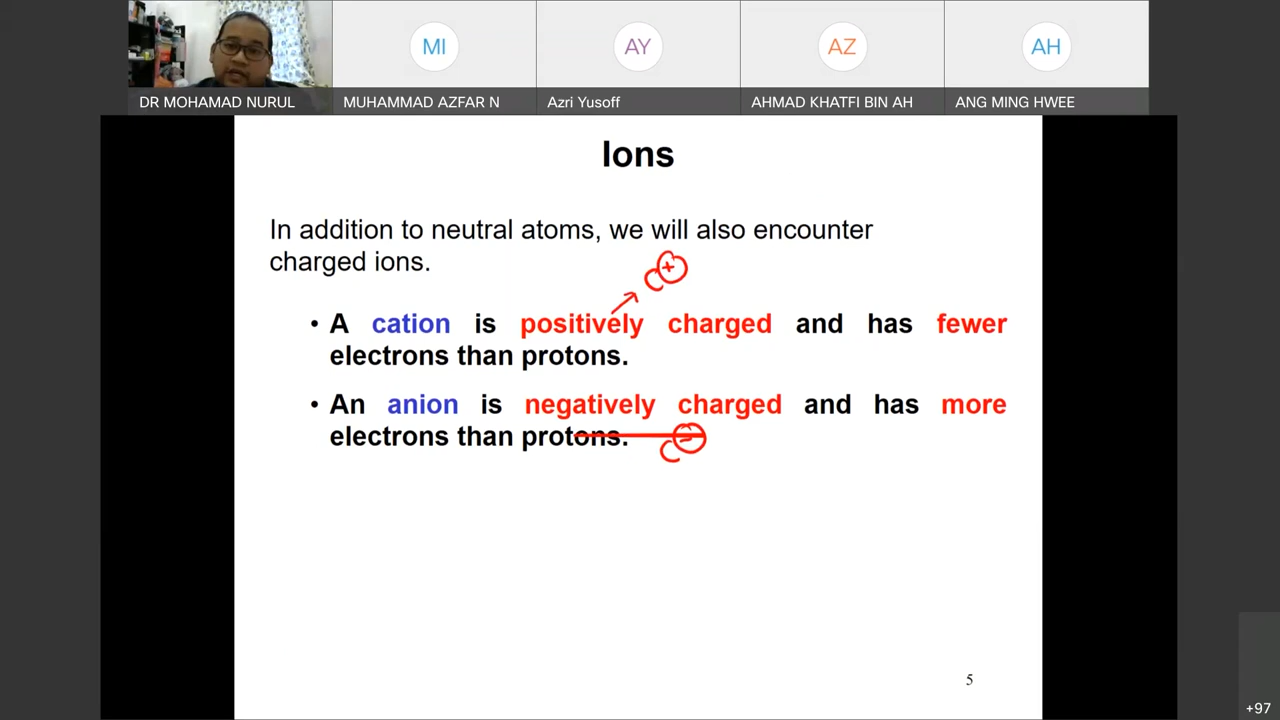 MI
AY
AZ
AH
DR MOHAMAD NURUL
MUHAMMAD AZFAR N
Azri Yusoff
AHMAD KHATFI BIN AH
ANG MING HWEE
Ions
In addition to neutral atoms, we will also encounter
charged ions.
C+
• A cation is positively charged and has fewer
electrons than protons.
• An anion is negatively charged and has more
electrons than protons.
C-
5
+97